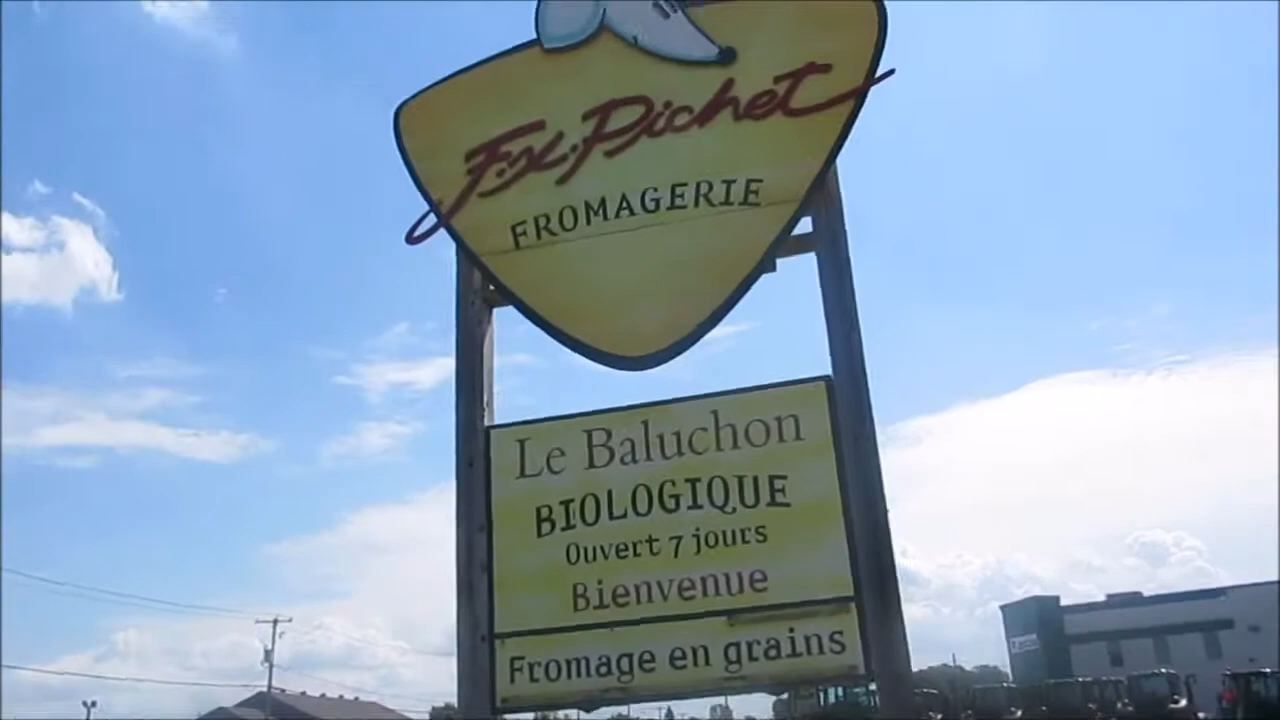 F.X. Pichet
FROMAGERIE
Le Baluchon
BIOLOGIQUE
Ouvert 7 jours
Bienvenue
Fromage en grains